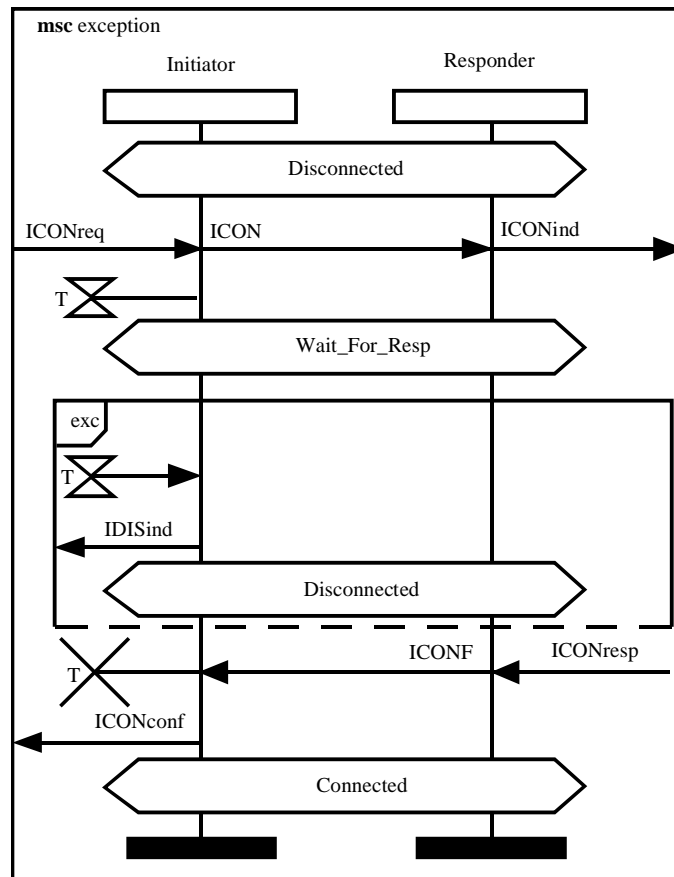 msc exception
Initiator
Responder
Disconnected
ICONreq
ICON
ICONind
T
Wait_For_Resp
exc
T
IDISind
Disconnected
ICONF
ICONresp
T
ICONconf
Connected